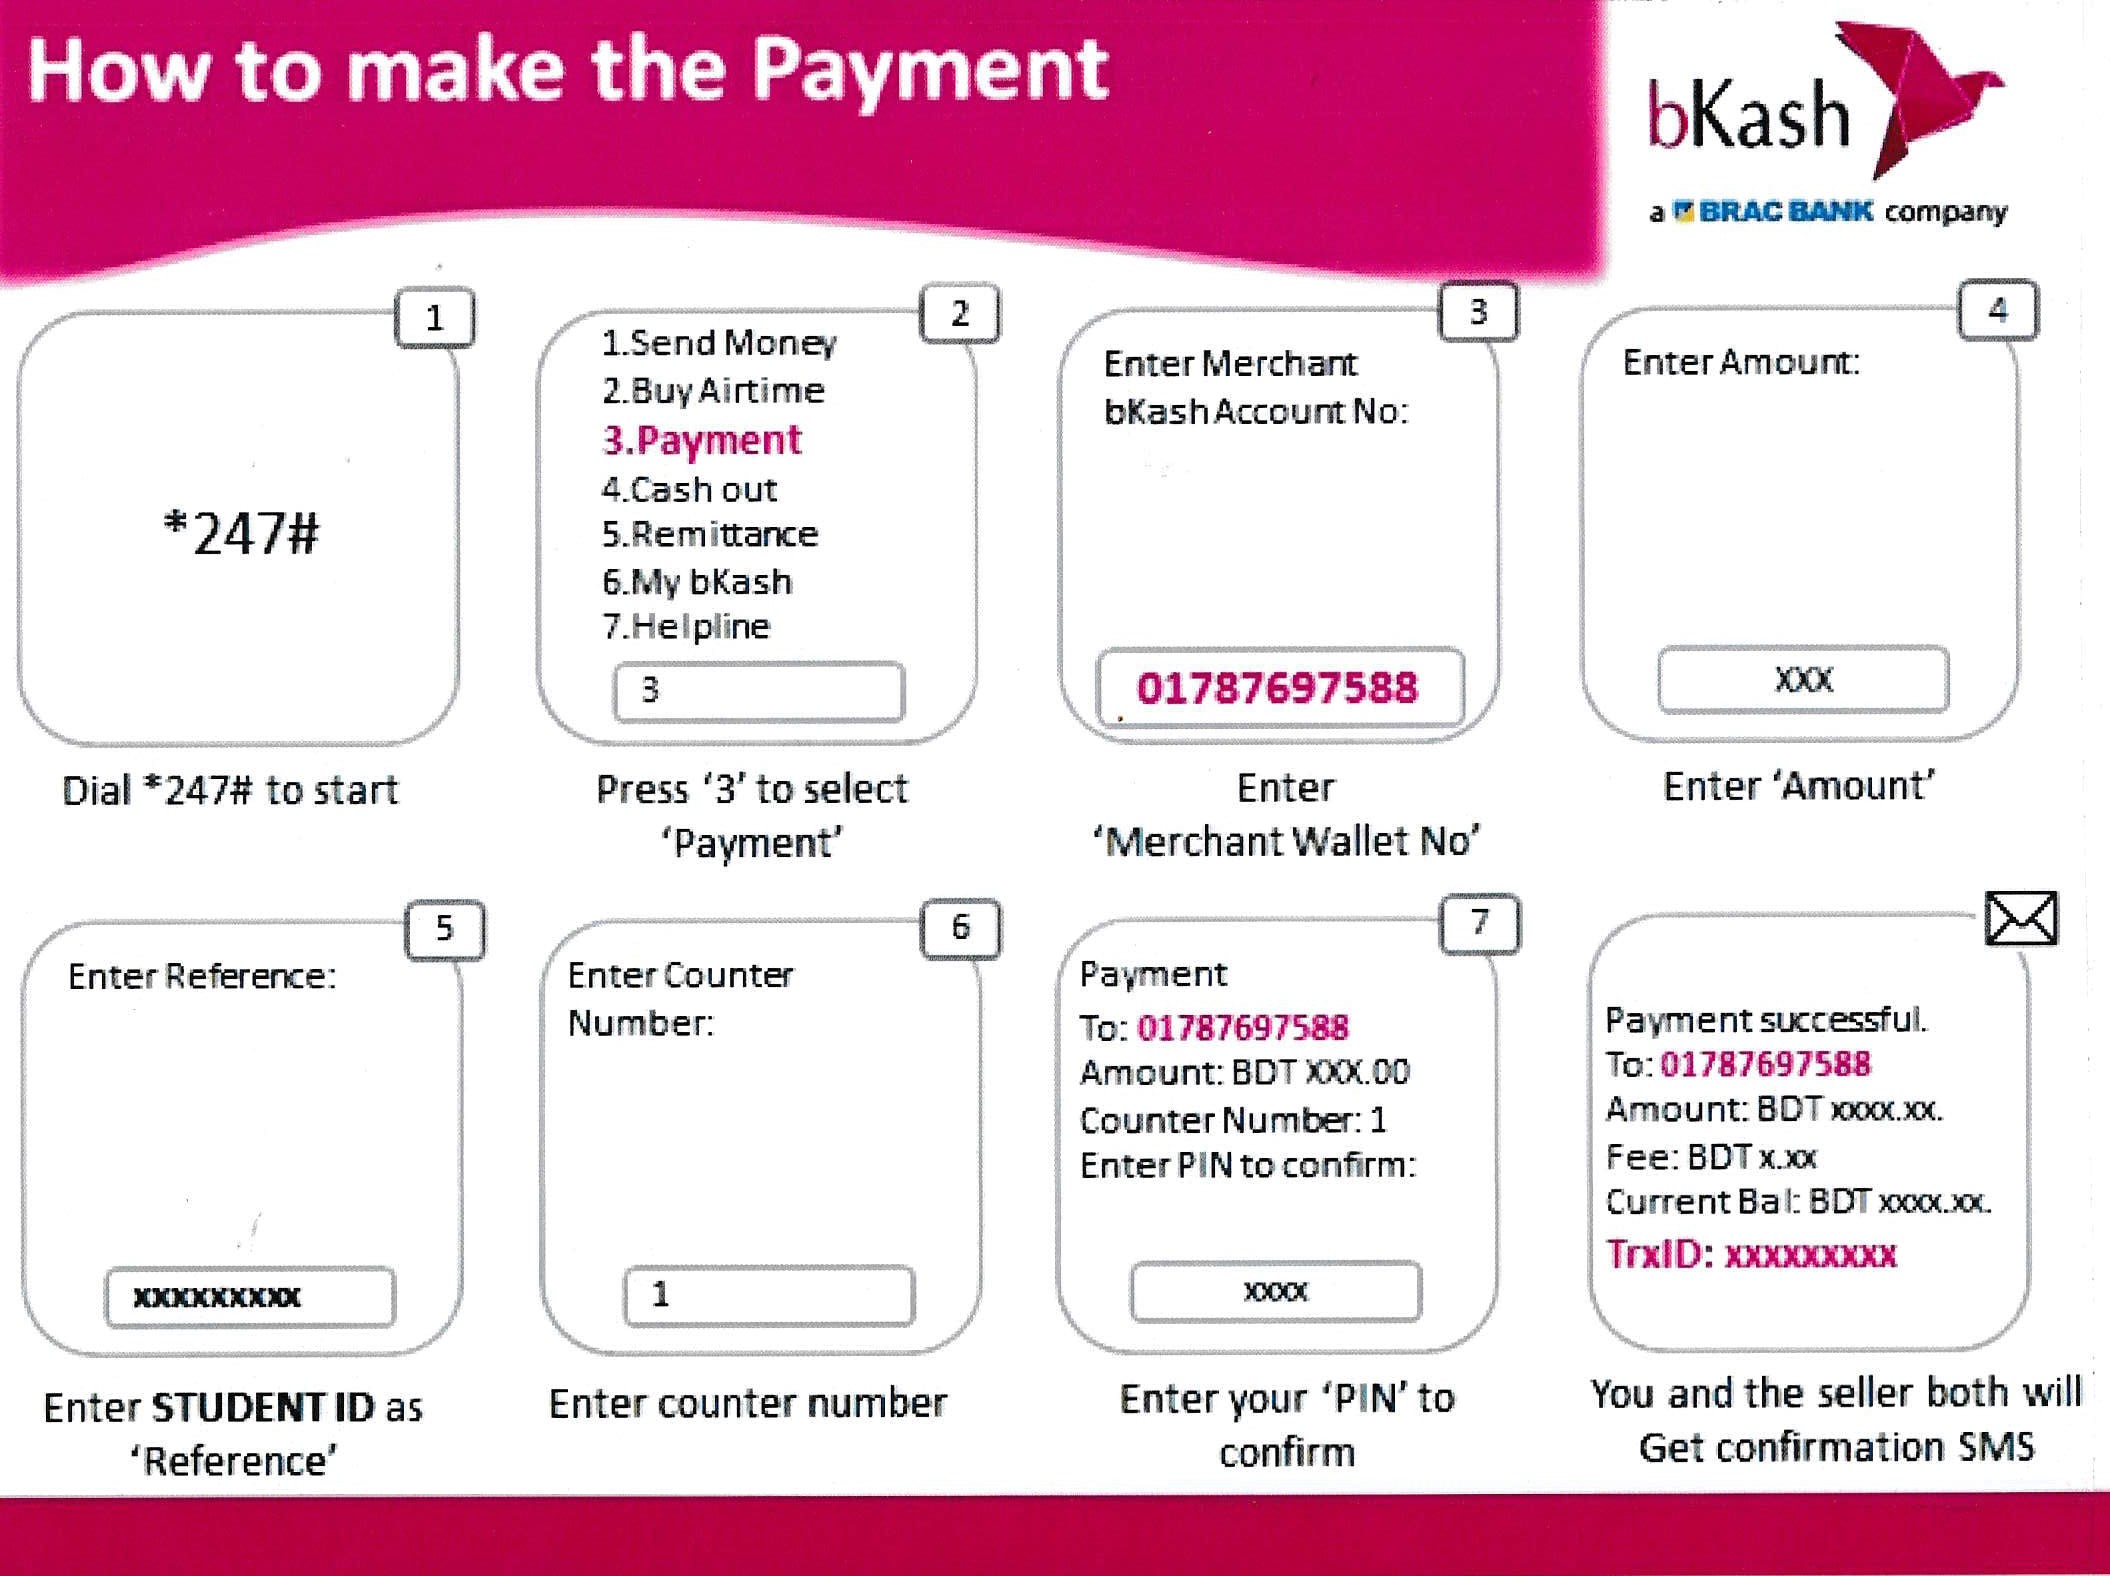 How to make the Payment
bKash
a BRAC BANK company
1
*247#
Dial *247# to start
2
1.Send Money
2.Buy Airtime
3.Payment
4.Cash out
5.Remittance
6.My bKash
7.Helpline
3
Press ‘3’ to select
‘Payment’
3
Enter Merchant
bKash Account No:
01787697588
Enter
‘Merchant Wallet No’
4
Enter Amount:
XXX
Enter ‘Amount’
5
Enter Reference:
xxxxxxxxx
Enter STUDENT ID as
‘Reference’
6
Enter Counter
Number:
1
Enter counter number
7
Payment
To: 01787697588
Amount: BDT XXX.00
Counter Number: 1
Enter PIN to confirm:
xxxx
Enter your ‘PIN’ to
confirm
Payment successful.
To: 01787697588
Amount: BDT xxxx.xx.
Fee: BDT x.xx
Current Bal: BDT xxxx.xx.
TrxID: xxxxxxxxx
You and the seller both will
Get confirmation SMS